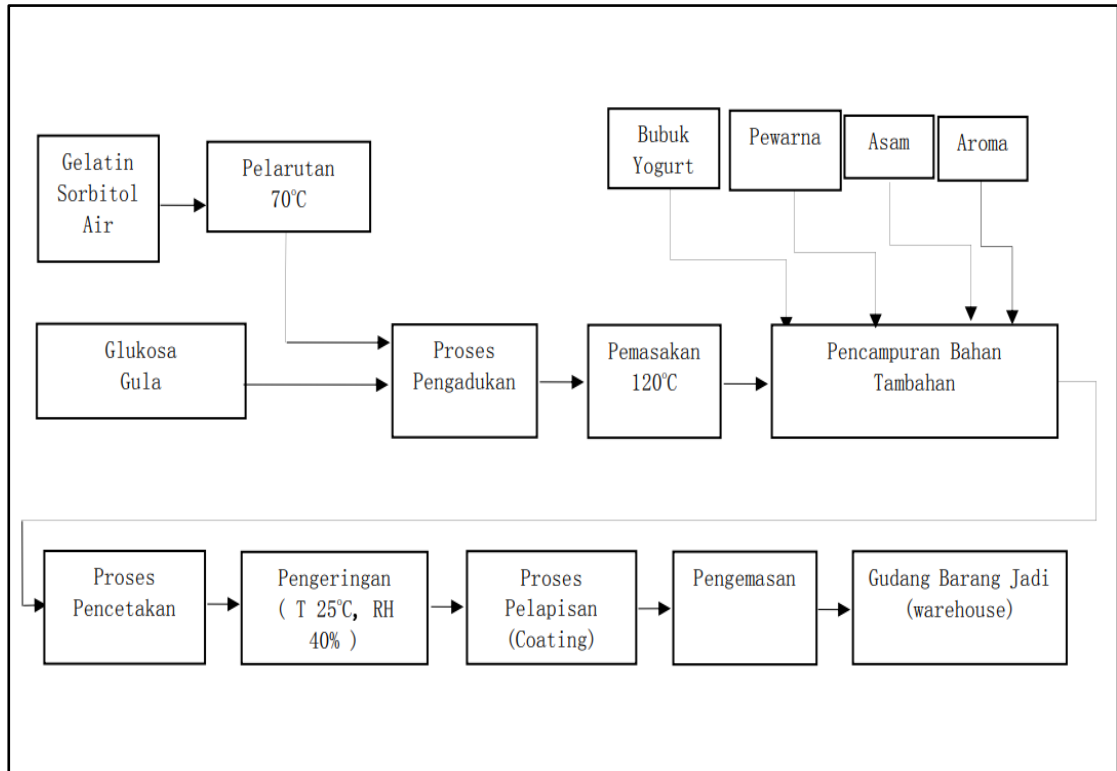 Gelatin
Sorbitol
Air
Pelarutan
70℃
Bubuk
Yogurt
Pewarna
Asam
Aroma
Glukosa
Gula
Proses
Pengadukan
Pemasakan
120℃
Pencampuran Bahan
Tambahan
Proses
Pencetakan
Pengeringan
( T 25℃, RH
40% )
Proses
Pelapisan
(Coating)
Pengemasan
Gudang Barang Jadi
(warehouse)